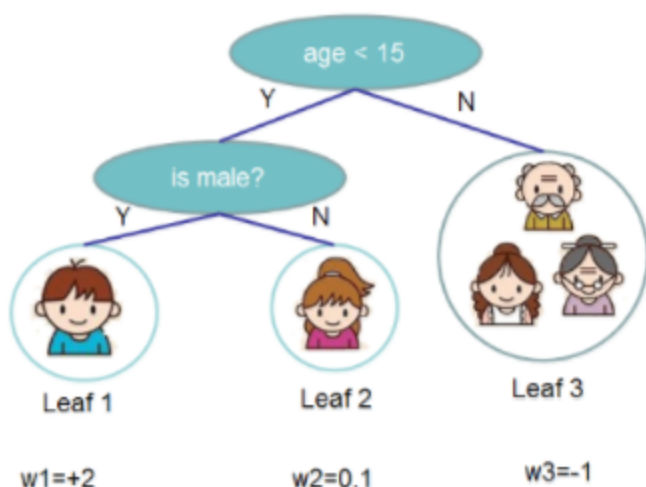 age < 15
Y
N
is male?
Y
N
Leaf 1
Leaf 2
Leaf 3
w1=+2
w2=0.1
w3=-1